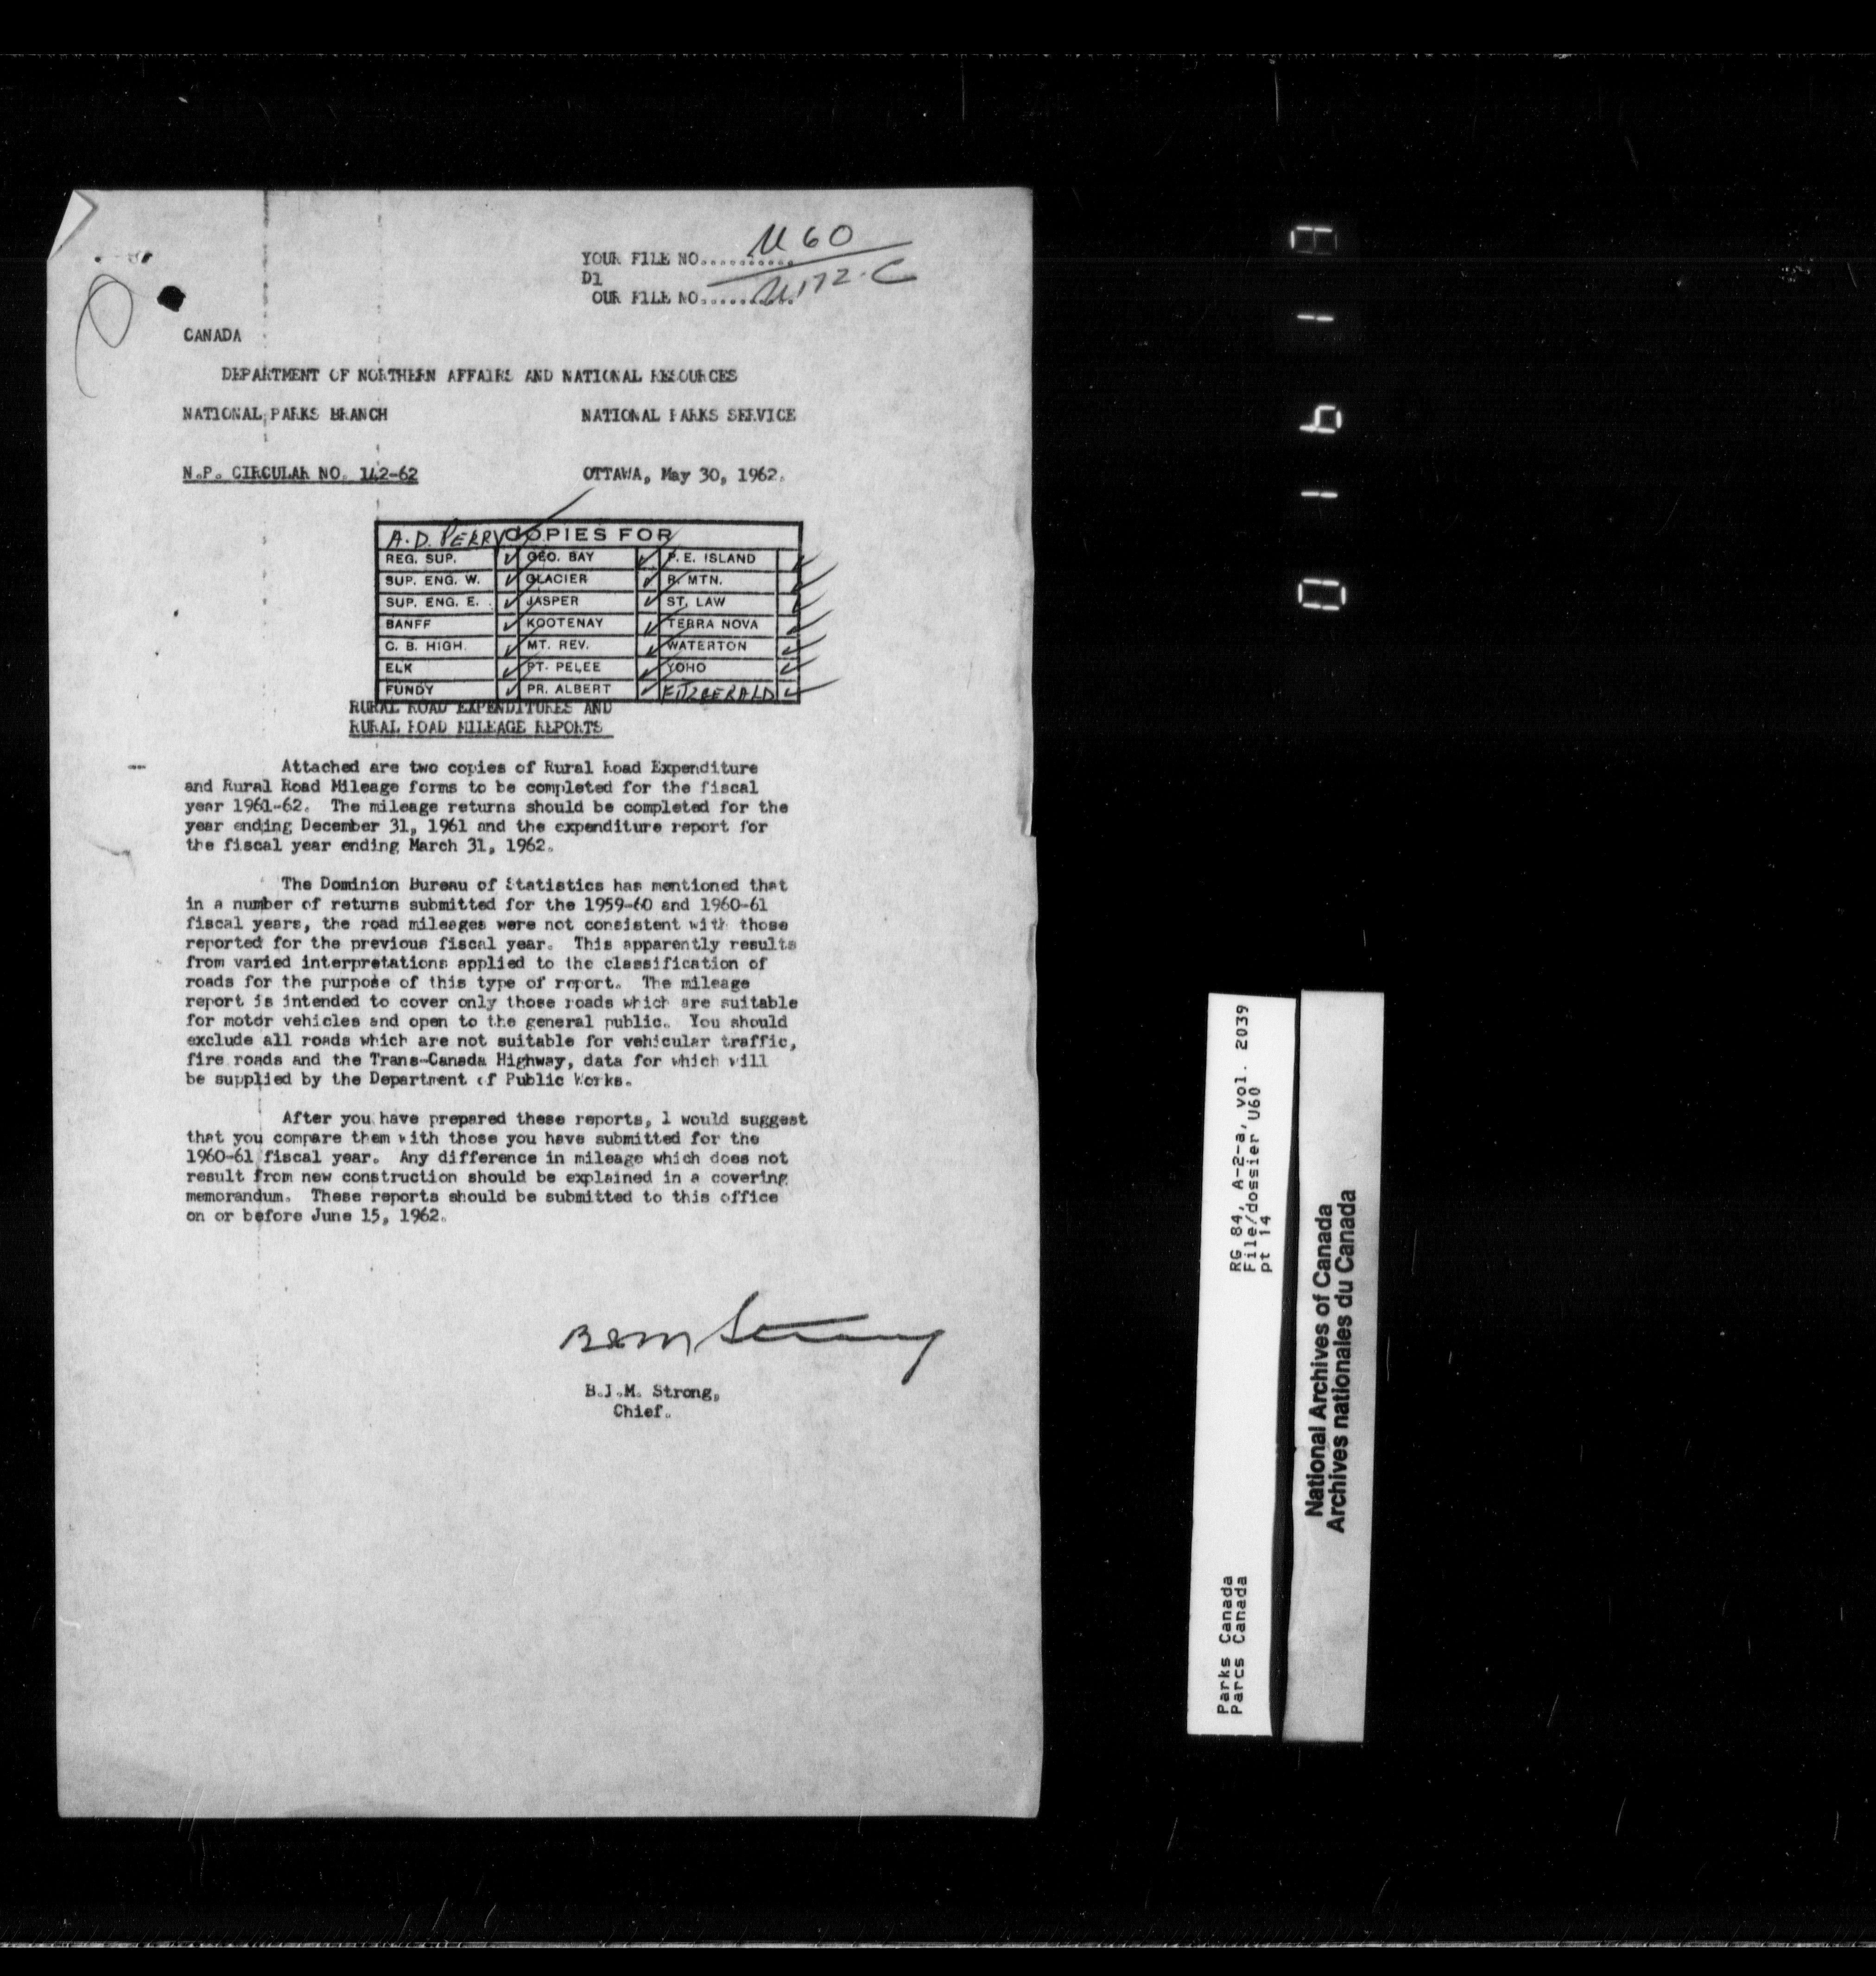 U60
YOUR FILE NO..........
D1
OUR FILE NO.......... U172-C
CANADA
DEPARTMENT OF NORTHERN AFFAIRS AND NATIONAL RESOURCES
NATIONAL PARKS BRANCH NATIONAL PARKS SERVICE
N.P. CIRCULAR NO. 142-62 OTTAWA, May 30, 1962.
A.D. PERRY COPIES FOR
REG. SUP. GEO. BAY P. E. ISLAND
SUP. ENG. W. GLACIER R. MTN.
SUP. ENG. E. JASPER ST. LAW
BANFF KOOTENAY TERRA NOVA
C. B. HIGH. MT. REV. WATERTON
ELK PT. PELEE YOHO
FUNDY PR. ALBERT FITZGERALD
RURAL ROAD EXPENDITURES AND
RURAL ROAD MILEAGE REPORTS
Attached are two copies of Rural Road Expenditure
and Rural Road Mileage forms to be completed for the fiscal
year 1961-62. The mileage returns should be completed for the
year ending December 31, 1961 and the expenditure report for
the fiscal year ending March 31, 1962.
The Dominion Bureau of Statistics has mentioned that
in a number of returns submitted for the 1959-60 and 1960-61
fiscal years, the road mileages were not consistent with those
reported for the previous fiscal year. This apparently results
from varied interpretations applied to the classification of
roads for the purpose of this type of report. The mileage
report is intended to cover only those roads which are suitable
for motor vehicles and open to the general public. You should
exclude all roads which are not suitable for vehicular traffic,
fire roads and the Trans-Canada Highway, data for which will
be supplied by the Department of Public Works.
After you have prepared these reports, I would suggest
that you compare them with those you have submitted for the
1960-61 fiscal year. Any difference in mileage which does not
result from new construction should be explained in a covering
memorandum. These reports should be submitted to this office
on or before June 15, 1962.
B.I.M. Strong,
Chief.
RG 84, A-2-a, vol. 2039
File/dossier U60
pt 14
Parks Canada
Parcs Canada
National Archives of Canada
Archives nationales du Canada